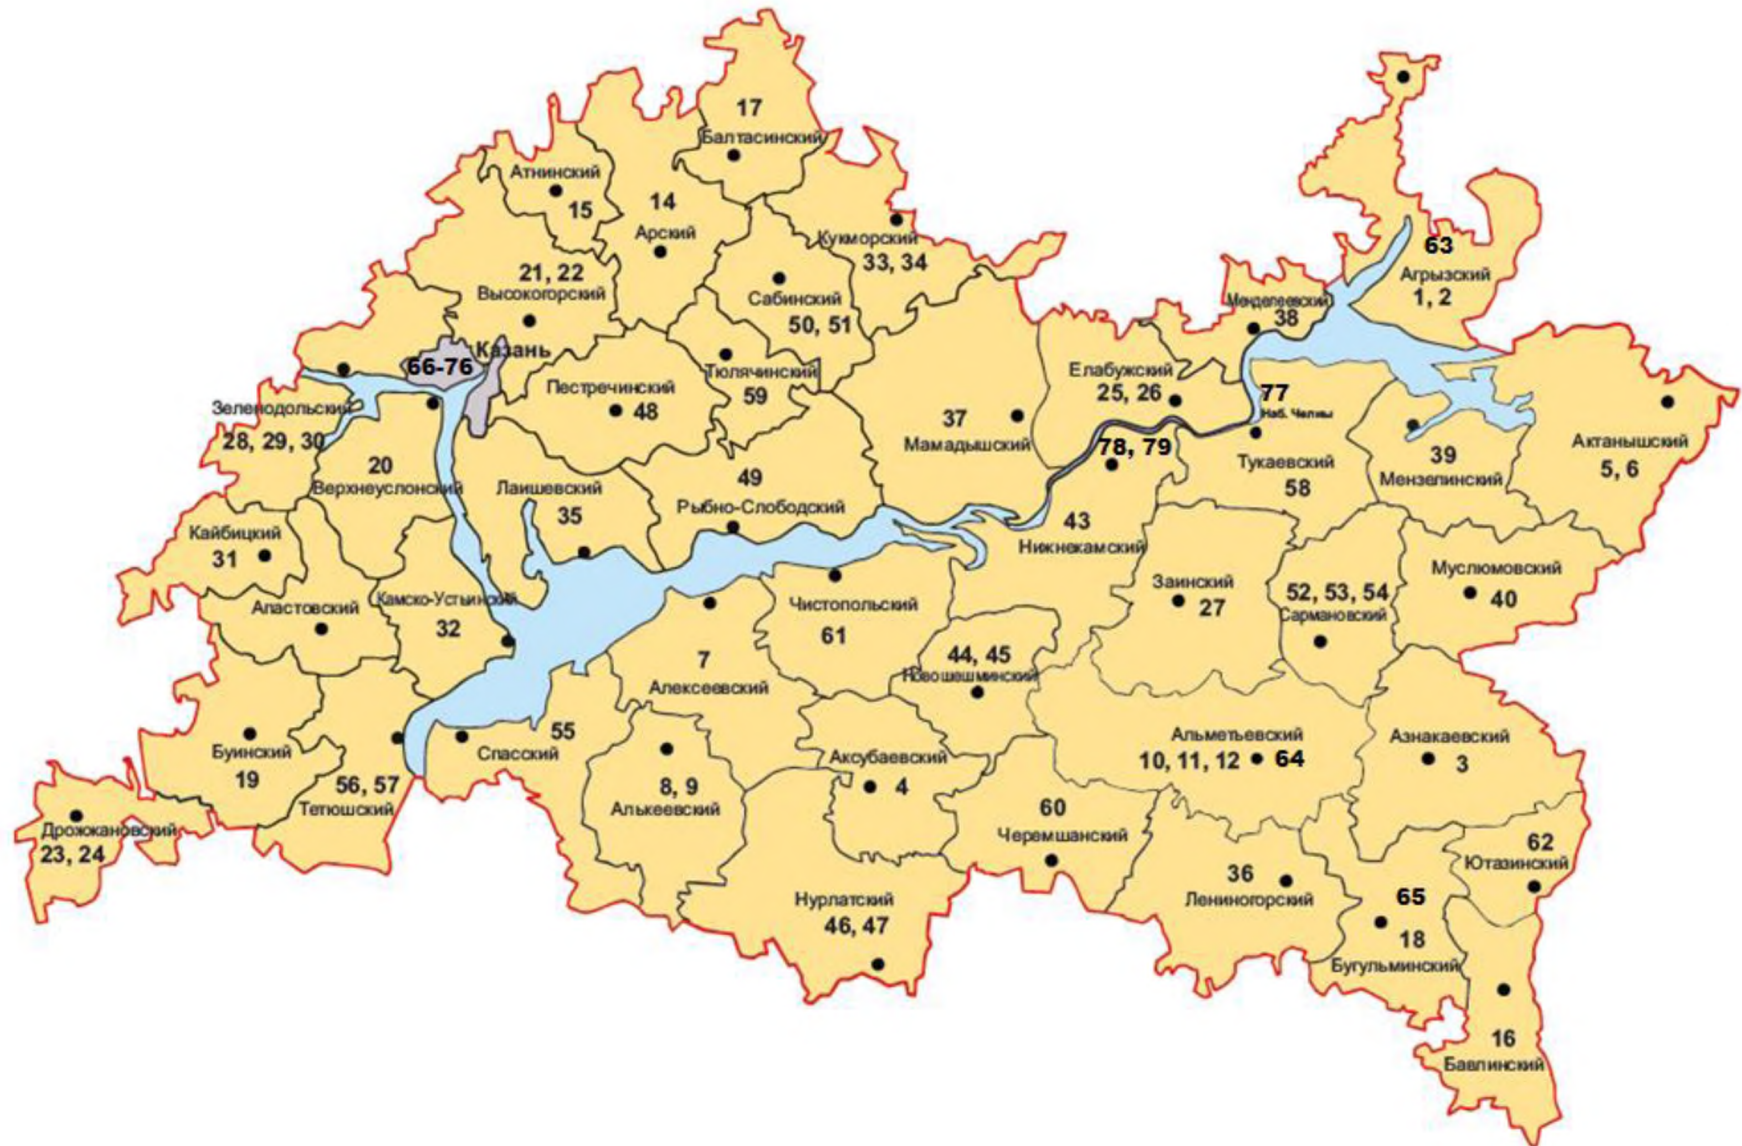 17
Балтасинский
Атнинский
15
14
Арский
Кукморский
33, 34
63
Агрызский
1, 2
21, 22
Высокогорский
Сабинский
50, 51
Менделеевский
38
Казань
66-76
Тюлячинский
59
Пестречинский
48
Елабужский
25, 26
77
Наб. Челны
Зеленодольский
28, 29, 30
37
Мамадышский
78, 79
Тукаевский
58
39
Мензелинский
Актанышский
5, 6
20
Верхнеуслонский
Лаишевский
35
49
Рыбно-Слободский
43
Нижнекамский
Кайбицкий
31
Апастовский
Камско-Устьинский
32
Чистопольский
61
Заинский
27
52, 53, 54
Сармановский
Муслюмовский
40
7
Алексеевский
44, 45
Новошешминский
Буинский
19
56, 57
Тетюшский
55
Спасский
8, 9
Алькеевский
Аксубаевский
4
Альметьевский
10, 11, 12
64
Азнакаевский
3
Дрожжановский
23, 24
60
Черемшанский
62
Ютазинский
36
Лениногорский
Нурлатский
46, 47
65
18
Бугульминский
16
Бавлинский